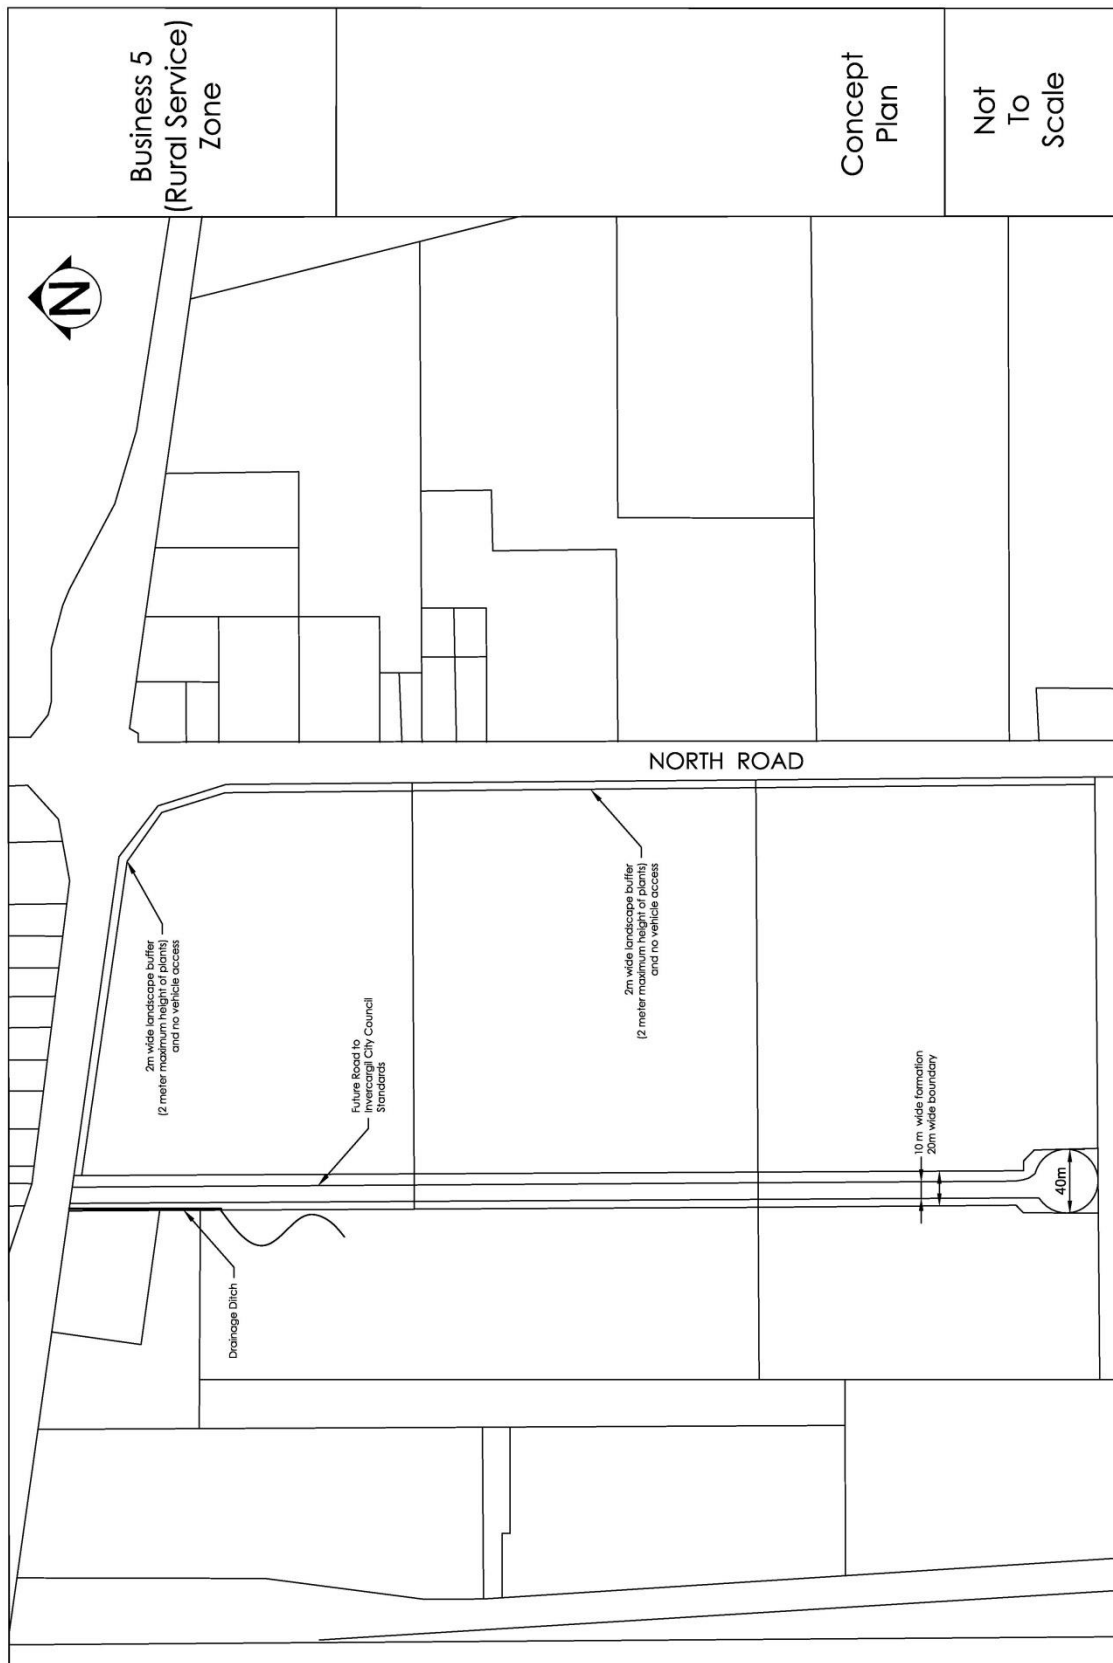 Business 5
(Rural Service)
Zone
Concept
Plan
Not
To
Scale
N
NORTH ROAD
2m wide landscape buffer
(2 meter maximum height of plants)
and no vehicle access
2m wide landscape buffer
(2 meter maximum height of plants)
and no vehicle access
Future Road to
Invercargil City Council
Standards
10 m wide formation
20m wide boundary
40m
Drainage Ditch